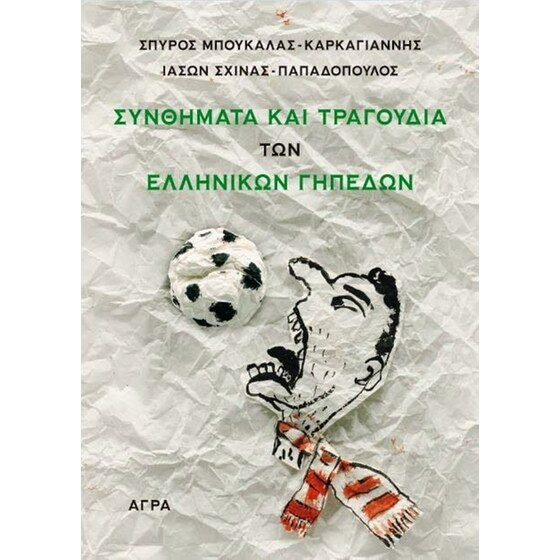 ΣΠΥΡΟΣ ΜΠΟΥΚΑΛΑΣ-ΚΑΡΚΑΓΙΑΝΝΗΣ
ΙΑΣΩΝ ΣΧΙΝΑΣ-ΠΑΠΑΔΟΠΟΥΛΟΣ
ΣΥΝΘΗΜΑΤΑ ΚΑΙ ΤΡΑΓΟΥΔΙΑ
ΤΩΝ
ΕΛΛΗΝΙΚΩΝ ΓΗΠΕΔΩΝ
ΑΓΡΑ